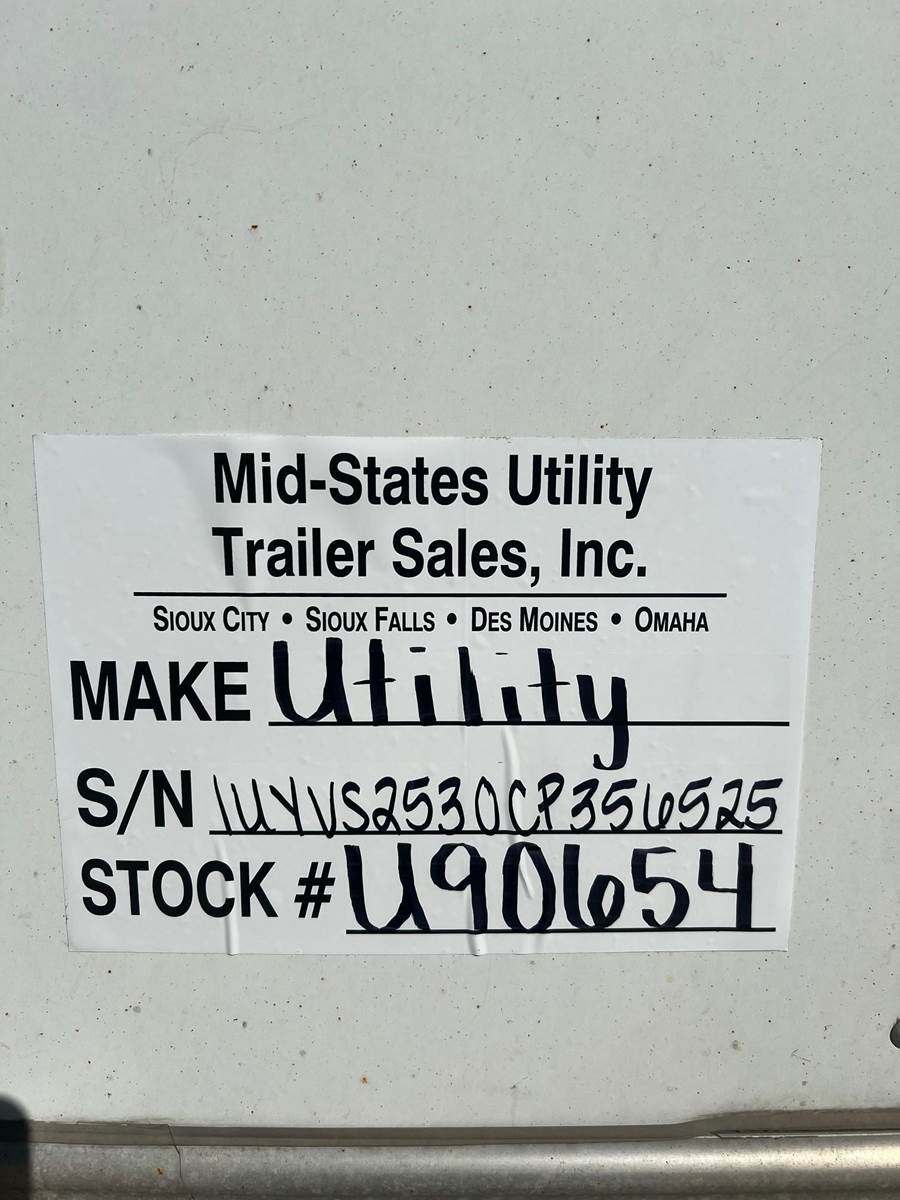 Mid-States Utility
Trailer Sales, Inc.
SIOUX CITY • SIOUX FALLS • DES MOINES • OMAHA
MAKE Utility
S/N 1UYVS2530CP356525
STOCK # U90654